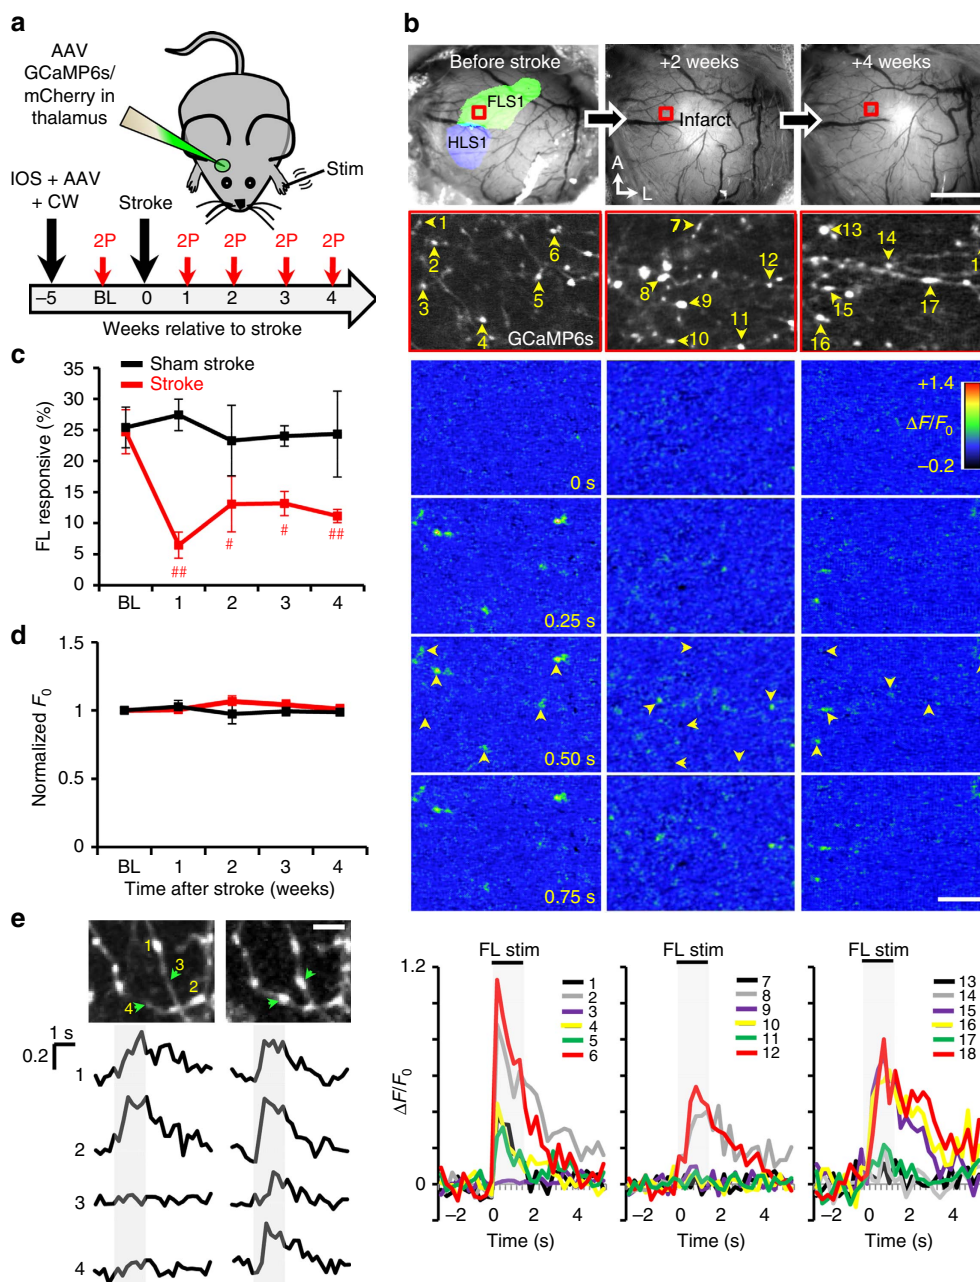 a
AAV
GCaMP6s/
mCherry in
thalamus
Stim
IOS + AAV
+ CW
Stroke
2P
2P
2P
2P
2P
–5
BL
0
1
2
3
4
Weeks relative to stroke
b
Before stroke
FLS1
HLS1
+2 weeks
Infarct
A
L
+4 weeks
1
2
3
4
5
6
GCaMP6s
7
8
9
10
11
12
13
14
15
16
17
1
+1.4
ΔF/F0
–0.2
0 s
0.25 s
0.50 s
0.75 s
FL stim
FL stim
FL stim
1.2
ΔF/F0
0
1
2
3
4
5
6
7
8
9
10
11
12
13
14
15
16
17
18
–2 0 2 4
–2 0 2 4
–2 0 2 4
Time (s)
Time (s)
Time (s)
c
Sham stroke
Stroke
FL responsive (%)
35
30
25
20
15
10
5
0
##
#
#
##
BL 1 2 3 4
d
Normalized F0
1.5
1
0.5
0
BL 1 2 3 4
Time after stroke (weeks)
e
1
3
2
4
1 s
0.2
1
2
3
4